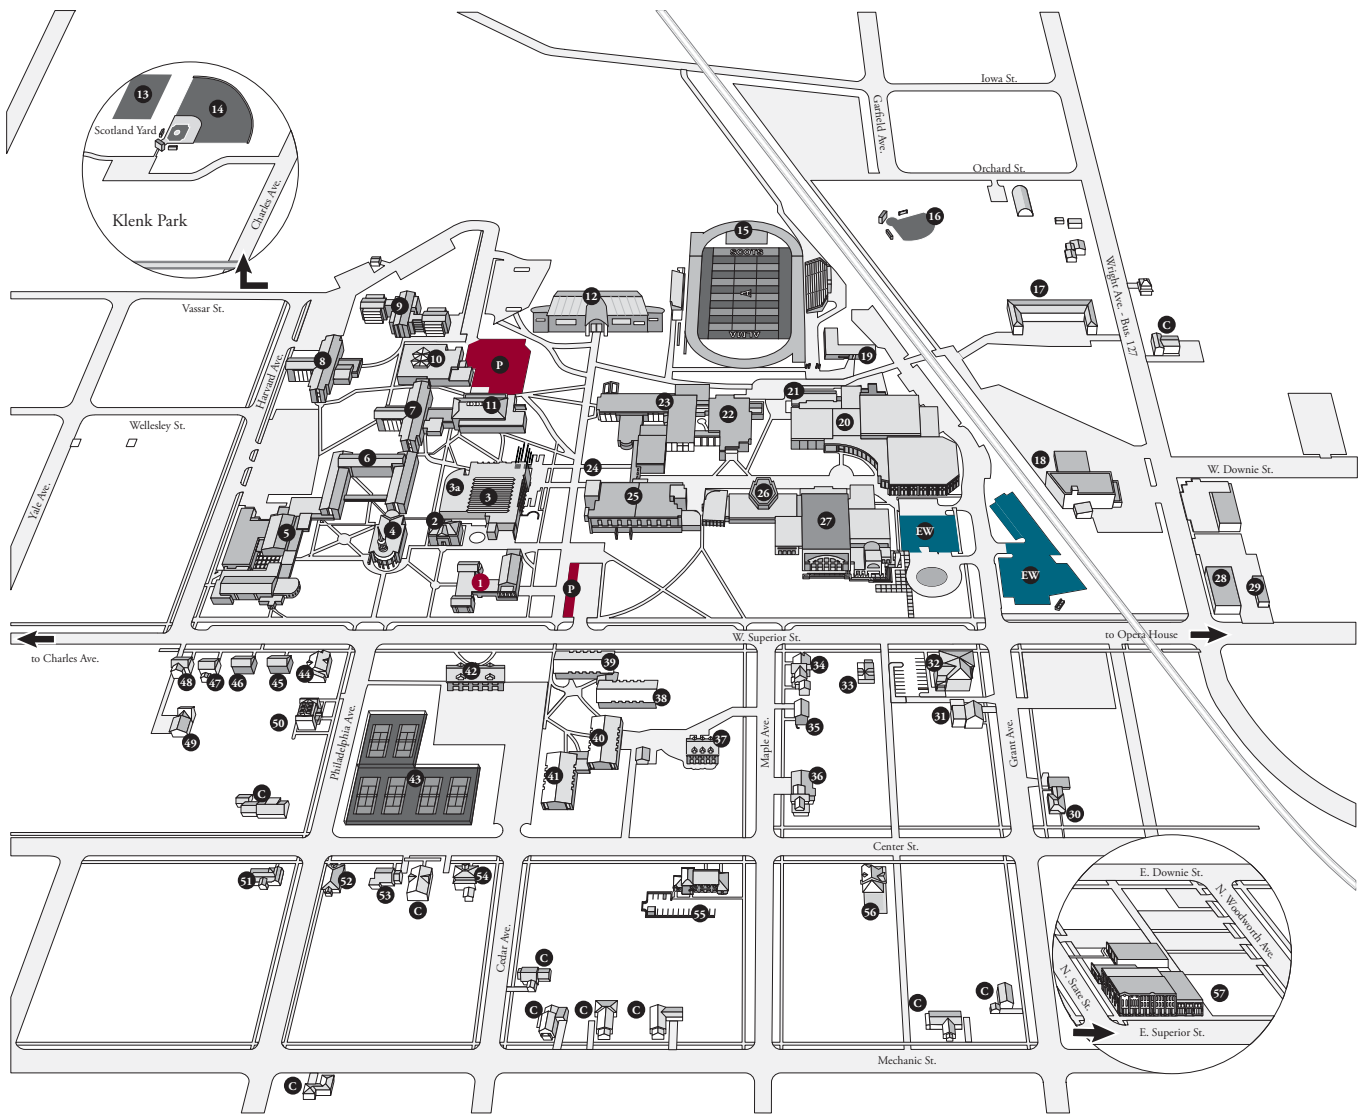 Iowa St.
13
14
Scotland Yard
Garfield Ave.
Orchard St.
Klenk Park
Charles Ave.
16
15
SCOTS
ALMA
Vassar St.
Wright Ave. - Bus. 127
17
C
12
9
10
8
P
19
Harvard Ave.
7
11
23
22
21
20
Wellesley St.
6
24
18
W. Downie St.
Yale Ave.
3a
3
25
26
27
5
4
2
EW
EW
1
P
28
29
to Charles Ave.
W. Superior St.
to Opera House
48
47
46
45
44
42
39
38
34
33
32
50
49
Philadelphia Ave.
43
40
41
37
Maple Ave.
35
36
31
Grant Ave.
30
C
Center St.
51
52
53
C
54
55
56
E. Downie St.
N. Woodworth Ave.
Cedar Ave.
C
C
C
C
C
C
N. State St.
57
E. Superior St.
Mechanic St.
C